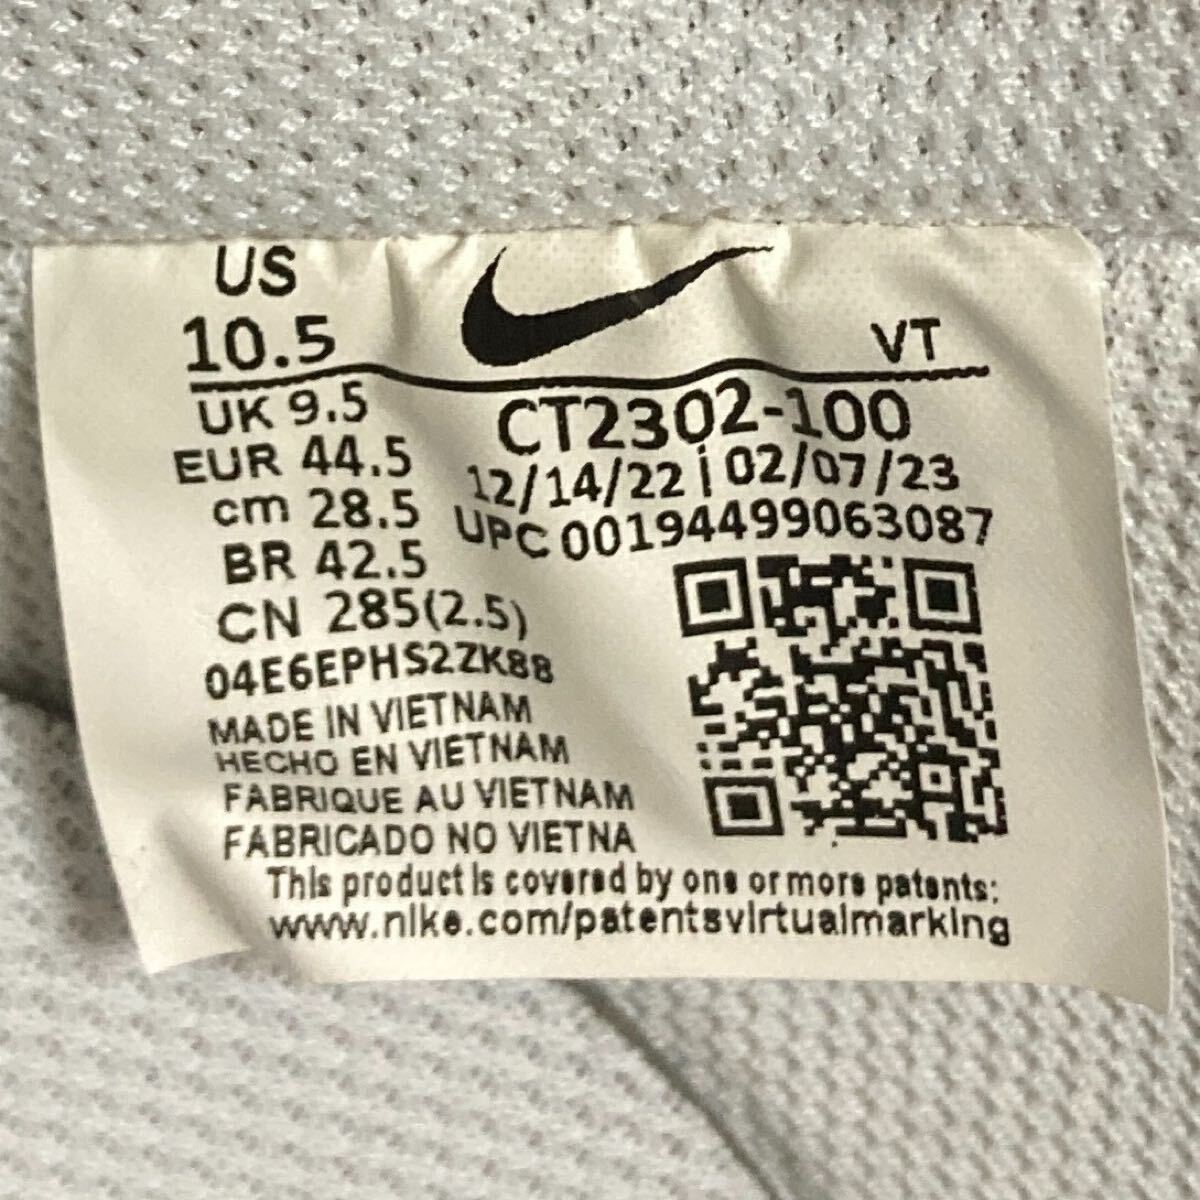 US
10.5
VT
UK 9.5
EUR 44.5
cm 28.5
BR 42.5
CN 285(2.5)
CT2302-100
12/14/22 | 02/07/23
UPC 00194499063087
04E6EPHS2ZK88
MADE IN VIETNAM
HECHO EN VIETNAM
FABRIQUE AU VIETNAM
FABRICADO NO VIETNA
This product is covered by one or more patents:
www.nike.com/patentsvirtualmarking